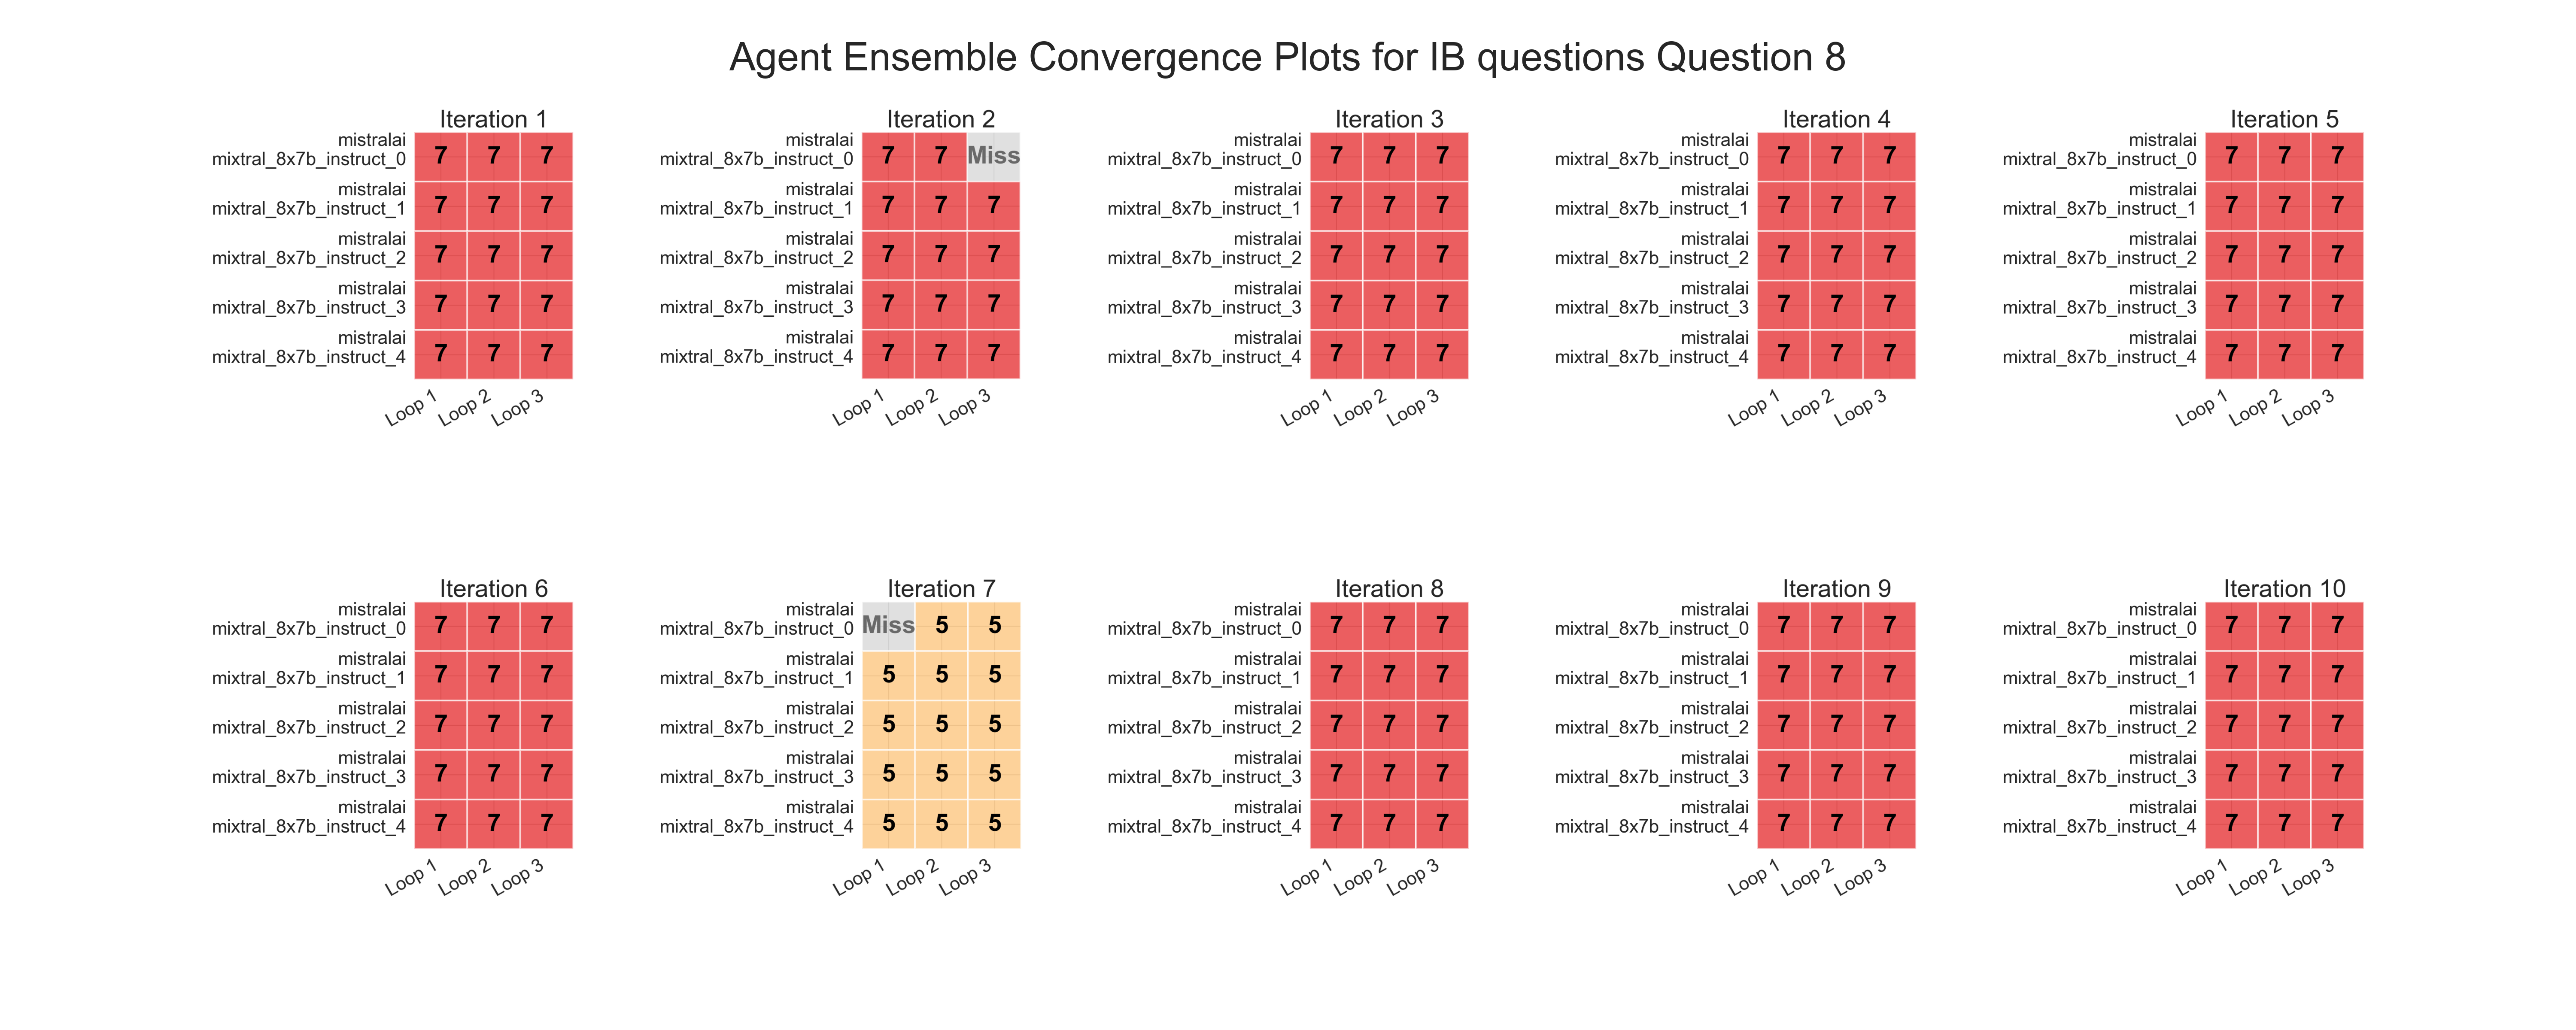 Agent Ensemble Convergence Plots for IB questions Question 8
Iteration 1
mistralai
mixtral_8x7b_instruct_0 7 7 7
mistralai
mixtral_8x7b_instruct_1 7 7 7
mistralai
mixtral_8x7b_instruct_2 7 7 7
mistralai
mixtral_8x7b_instruct_3 7 7 7
mistralai
mixtral_8x7b_instruct_4 7 7 7
Loop 1 Loop 2 Loop 3
Iteration 2
mistralai
mixtral_8x7b_instruct_0 7 7 Miss
mistralai
mixtral_8x7b_instruct_1 7 7 7
mistralai
mixtral_8x7b_instruct_2 7 7 7
mistralai
mixtral_8x7b_instruct_3 7 7 7
mistralai
mixtral_8x7b_instruct_4 7 7 7
Loop 1 Loop 2 Loop 3
Iteration 3
mistralai
mixtral_8x7b_instruct_0 7 7 7
mistralai
mixtral_8x7b_instruct_1 7 7 7
mistralai
mixtral_8x7b_instruct_2 7 7 7
mistralai
mixtral_8x7b_instruct_3 7 7 7
mistralai
mixtral_8x7b_instruct_4 7 7 7
Loop 1 Loop 2 Loop 3
Iteration 4
mistralai
mixtral_8x7b_instruct_0 7 7 7
mistralai
mixtral_8x7b_instruct_1 7 7 7
mistralai
mixtral_8x7b_instruct_2 7 7 7
mistralai
mixtral_8x7b_instruct_3 7 7 7
mistralai
mixtral_8x7b_instruct_4 7 7 7
Loop 1 Loop 2 Loop 3
Iteration 5
mistralai
mixtral_8x7b_instruct_0 7 7 7
mistralai
mixtral_8x7b_instruct_1 7 7 7
mistralai
mixtral_8x7b_instruct_2 7 7 7
mistralai
mixtral_8x7b_instruct_3 7 7 7
mistralai
mixtral_8x7b_instruct_4 7 7 7
Loop 1 Loop 2 Loop 3
Iteration 6
mistralai
mixtral_8x7b_instruct_0 7 7 7
mistralai
mixtral_8x7b_instruct_1 7 7 7
mistralai
mixtral_8x7b_instruct_2 7 7 7
mistralai
mixtral_8x7b_instruct_3 7 7 7
mistralai
mixtral_8x7b_instruct_4 7 7 7
Loop 1 Loop 2 Loop 3
Iteration 7
mistralai
mixtral_8x7b_instruct_0 Miss 5 5
mistralai
mixtral_8x7b_instruct_1 5 5 5
mistralai
mixtral_8x7b_instruct_2 5 5 5
mistralai
mixtral_8x7b_instruct_3 5 5 5
mistralai
mixtral_8x7b_instruct_4 5 5 5
Loop 1 Loop 2 Loop 3
Iteration 8
mistralai
mixtral_8x7b_instruct_0 7 7 7
mistralai
mixtral_8x7b_instruct_1 7 7 7
mistralai
mixtral_8x7b_instruct_2 7 7 7
mistralai
mixtral_8x7b_instruct_3 7 7 7
mistralai
mixtral_8x7b_instruct_4 7 7 7
Loop 1 Loop 2 Loop 3
Iteration 9
mistralai
mixtral_8x7b_instruct_0 7 7 7
mistralai
mixtral_8x7b_instruct_1 7 7 7
mistralai
mixtral_8x7b_instruct_2 7 7 7
mistralai
mixtral_8x7b_instruct_3 7 7 7
mistralai
mixtral_8x7b_instruct_4 7 7 7
Loop 1 Loop 2 Loop 3
Iteration 10
mistralai
mixtral_8x7b_instruct_0 7 7 7
mistralai
mixtral_8x7b_instruct_1 7 7 7
mistralai
mixtral_8x7b_instruct_2 7 7 7
mistralai
mixtral_8x7b_instruct_3 7 7 7
mistralai
mixtral_8x7b_instruct_4 7 7 7
Loop 1 Loop 2 Loop 3